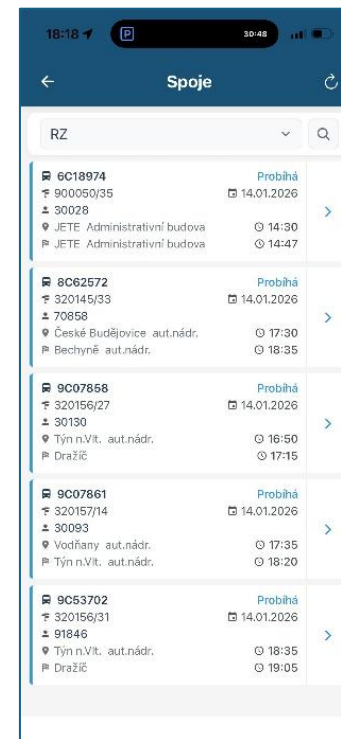 18:18 P 30:48
Spoje
RZ
6C18974 Probíhá
900050/35 14.01.2026
30028
JETE Administrativní budova 14:30
JETE Administrativní budova 14:47
8C62572 Probíhá
320145/33 14.01.2026
70858
České Budějovice aut.nádr. 17:30
Bechyně aut.nádr. 18:35
9C07858 Probíhá
320156/27 14.01.2026
30130
Týn n.Vlt. aut.nádr. 16:50
Dražíč 17:15
9C07861 Probíhá
320157/14 14.01.2026
30093
Vodňany aut.nádr. 17:35
Týn n.Vlt. aut.nádr. 18:20
9C53702 Probíhá
320156/31 14.01.2026
91846
Týn n.Vlt. aut.nádr. 18:35
Dražíč 19:05